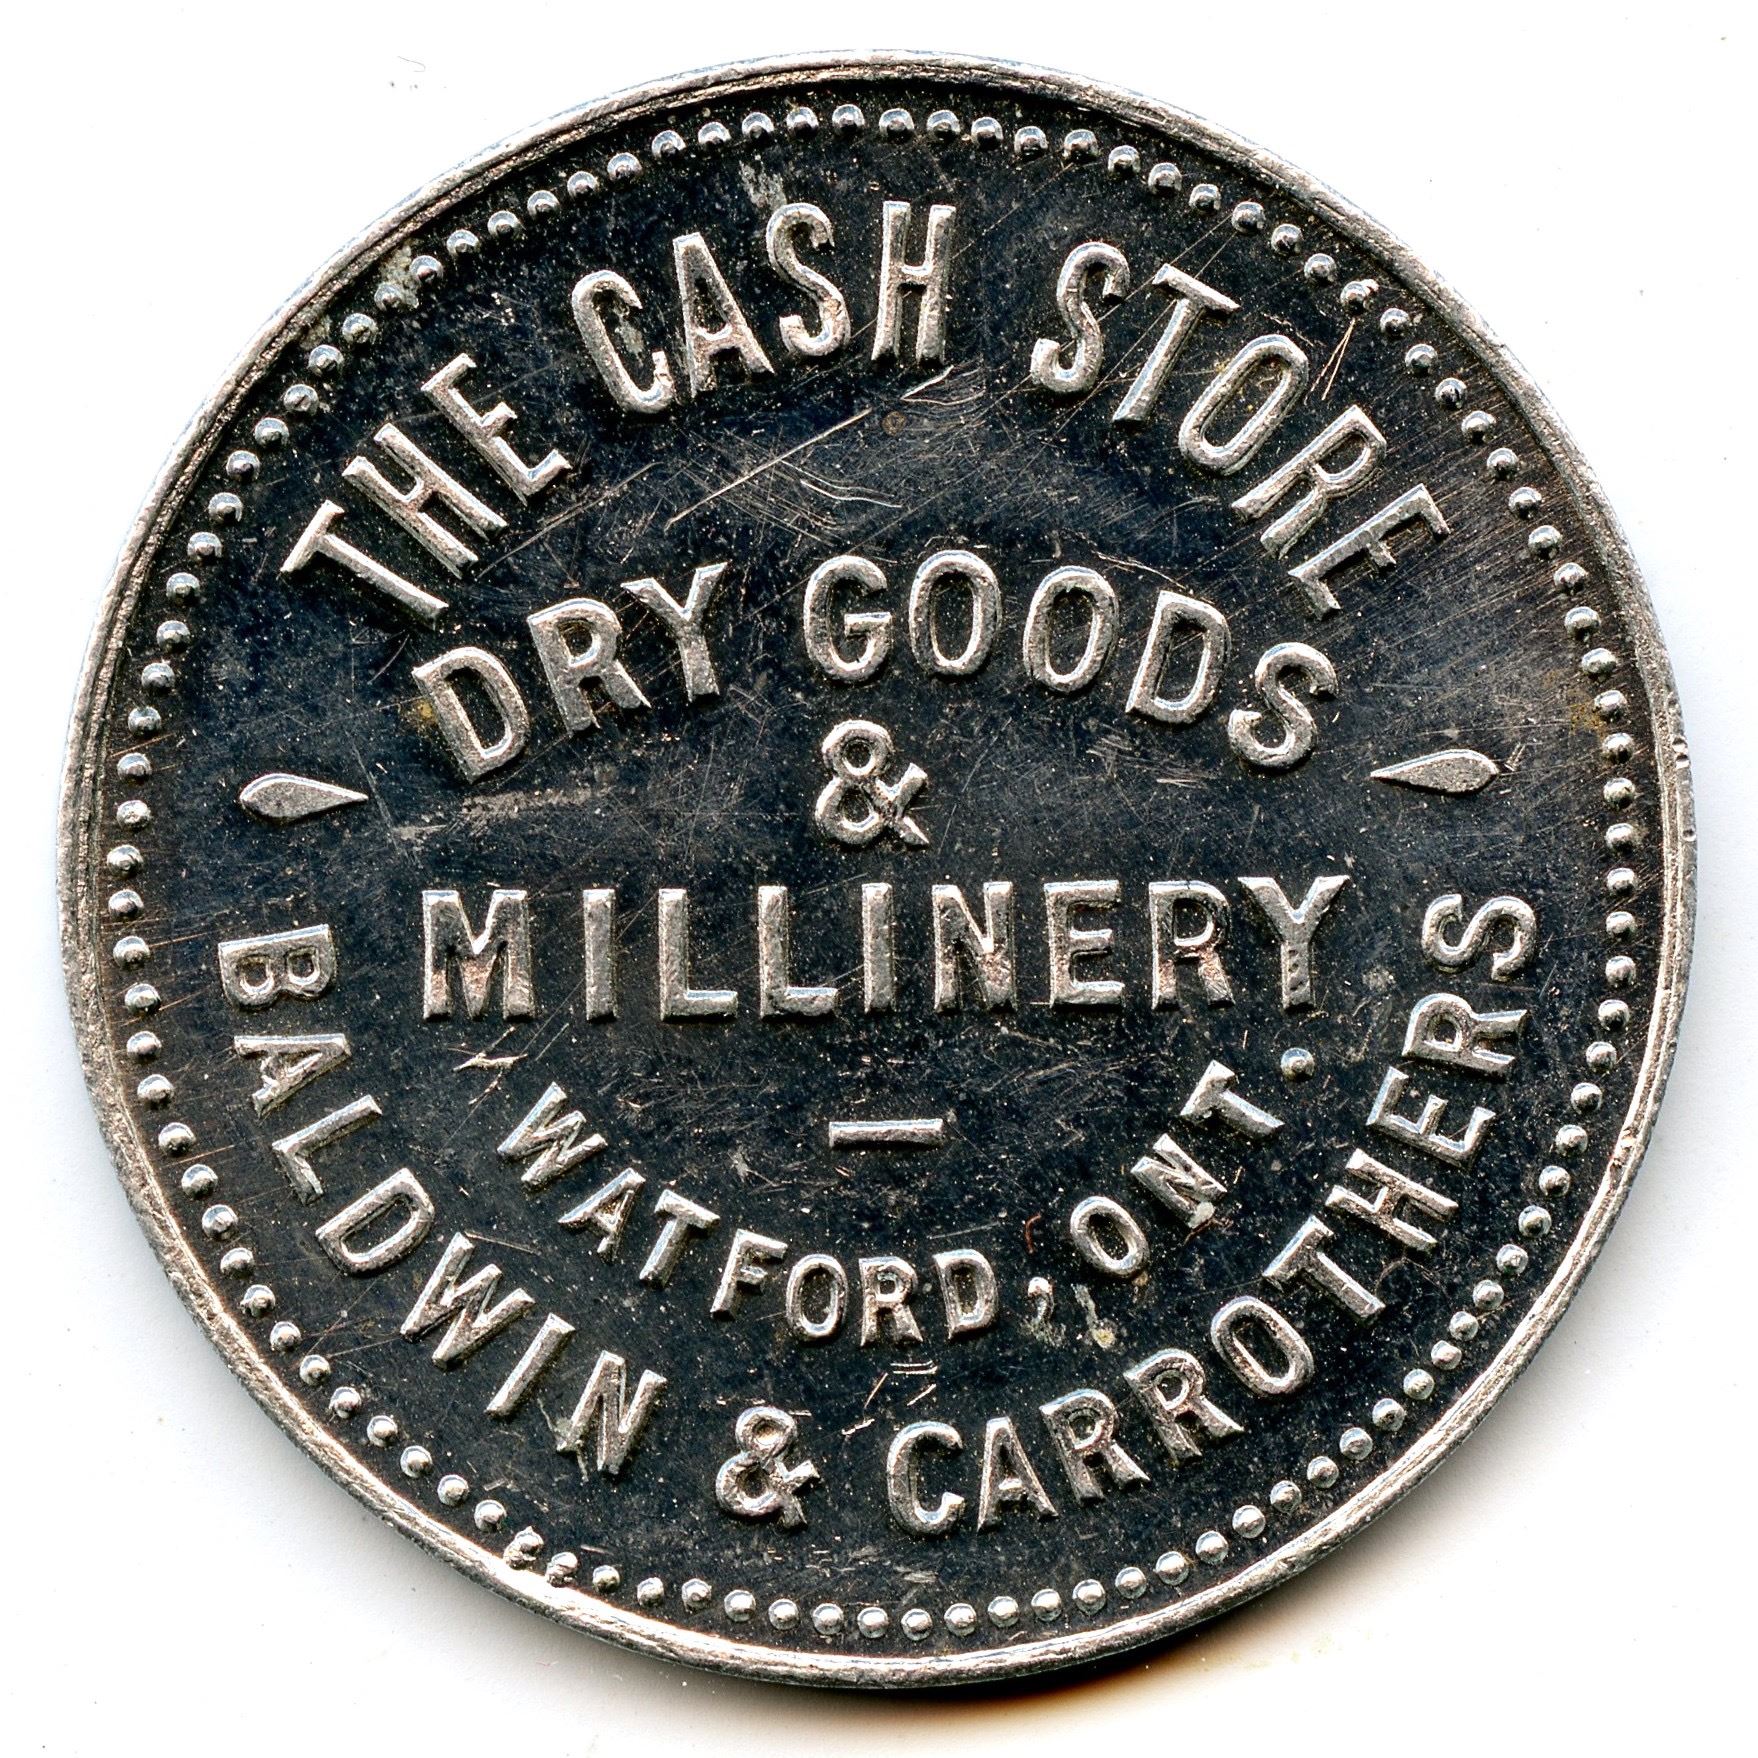 THE CASH STORE
DRY GOODS
&
MILLINERY
WATFORD, ONT.
BALDWIN & CARROTHERS